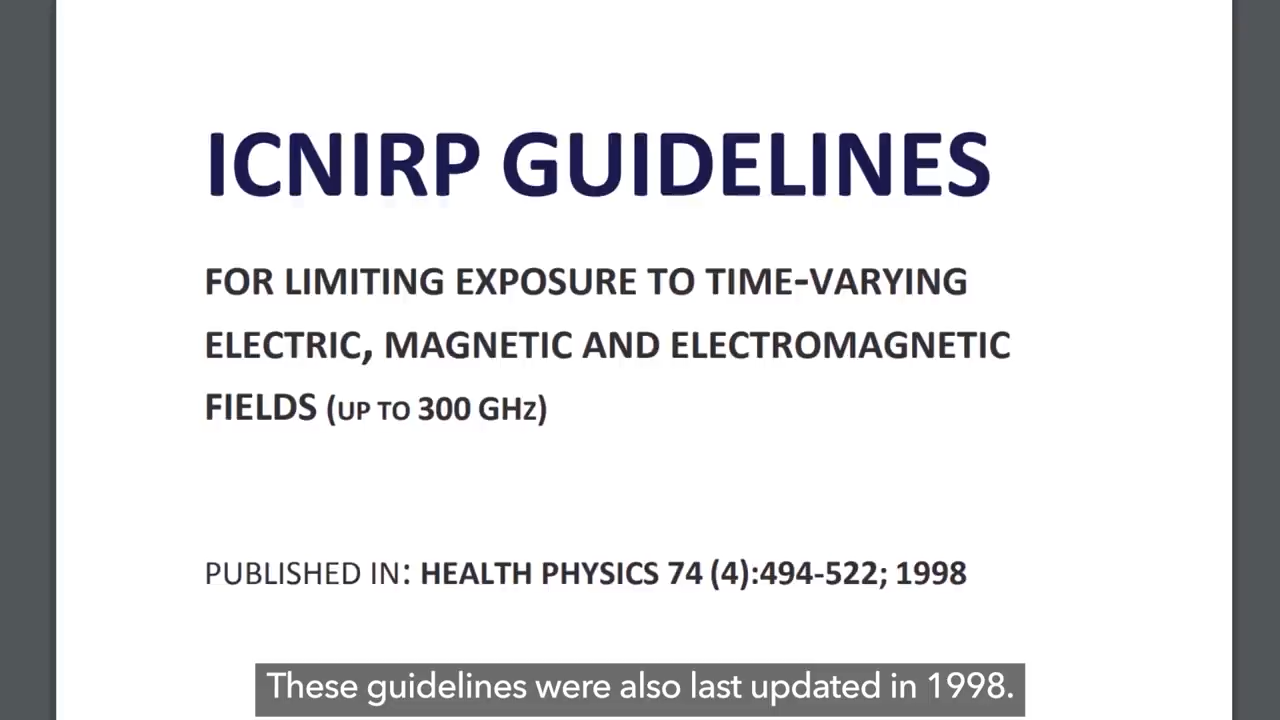 ICNIRP GUIDELINES
FOR LIMITING EXPOSURE TO TIME-VARYING
ELECTRIC, MAGNETIC AND ELECTROMAGNETIC
FIELDS (UP TO 300 GHZ)
PUBLISHED IN: HEALTH PHYSICS 74 (4):494-522; 1998
These guidelines were also last updated in 1998.